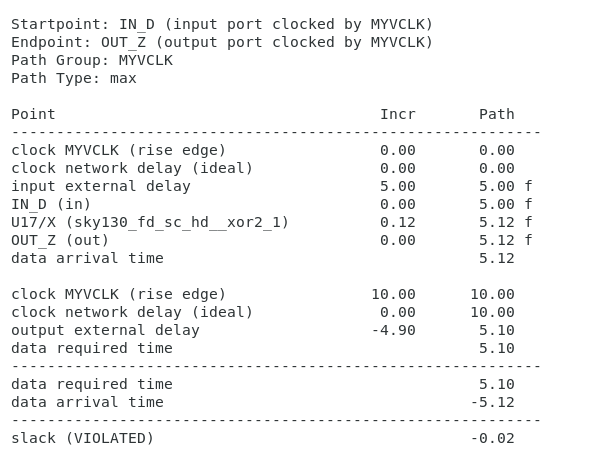 Startpoint: IN_D (input port clocked by MYVCLK)
Endpoint: OUT_Z (output port clocked by MYVCLK)
Path Group: MYVCLK
Path Type: max
Point                                    Incr       Path
-----------------------------------------------------------
clock MYVCLK (rise edge)                 0.00       0.00
clock network delay (ideal)              0.00       0.00
input external delay                     5.00       5.00 f
IN_D (in)                                0.00       5.00 f
U17/X (sky130_fd_sc_hd__xor2_1)          0.12       5.12 f
OUT_Z (out)                              0.00       5.12 f
data arrival time                                   5.12
clock MYVCLK (rise edge)                10.00      10.00
clock network delay (ideal)              0.00      10.00
output external delay                   -4.90       5.10
data required time                                  5.10
-----------------------------------------------------------
data required time                                  5.10
data arrival time                                  -5.12
-----------------------------------------------------------
slack (VIOLATED)                                   -0.02